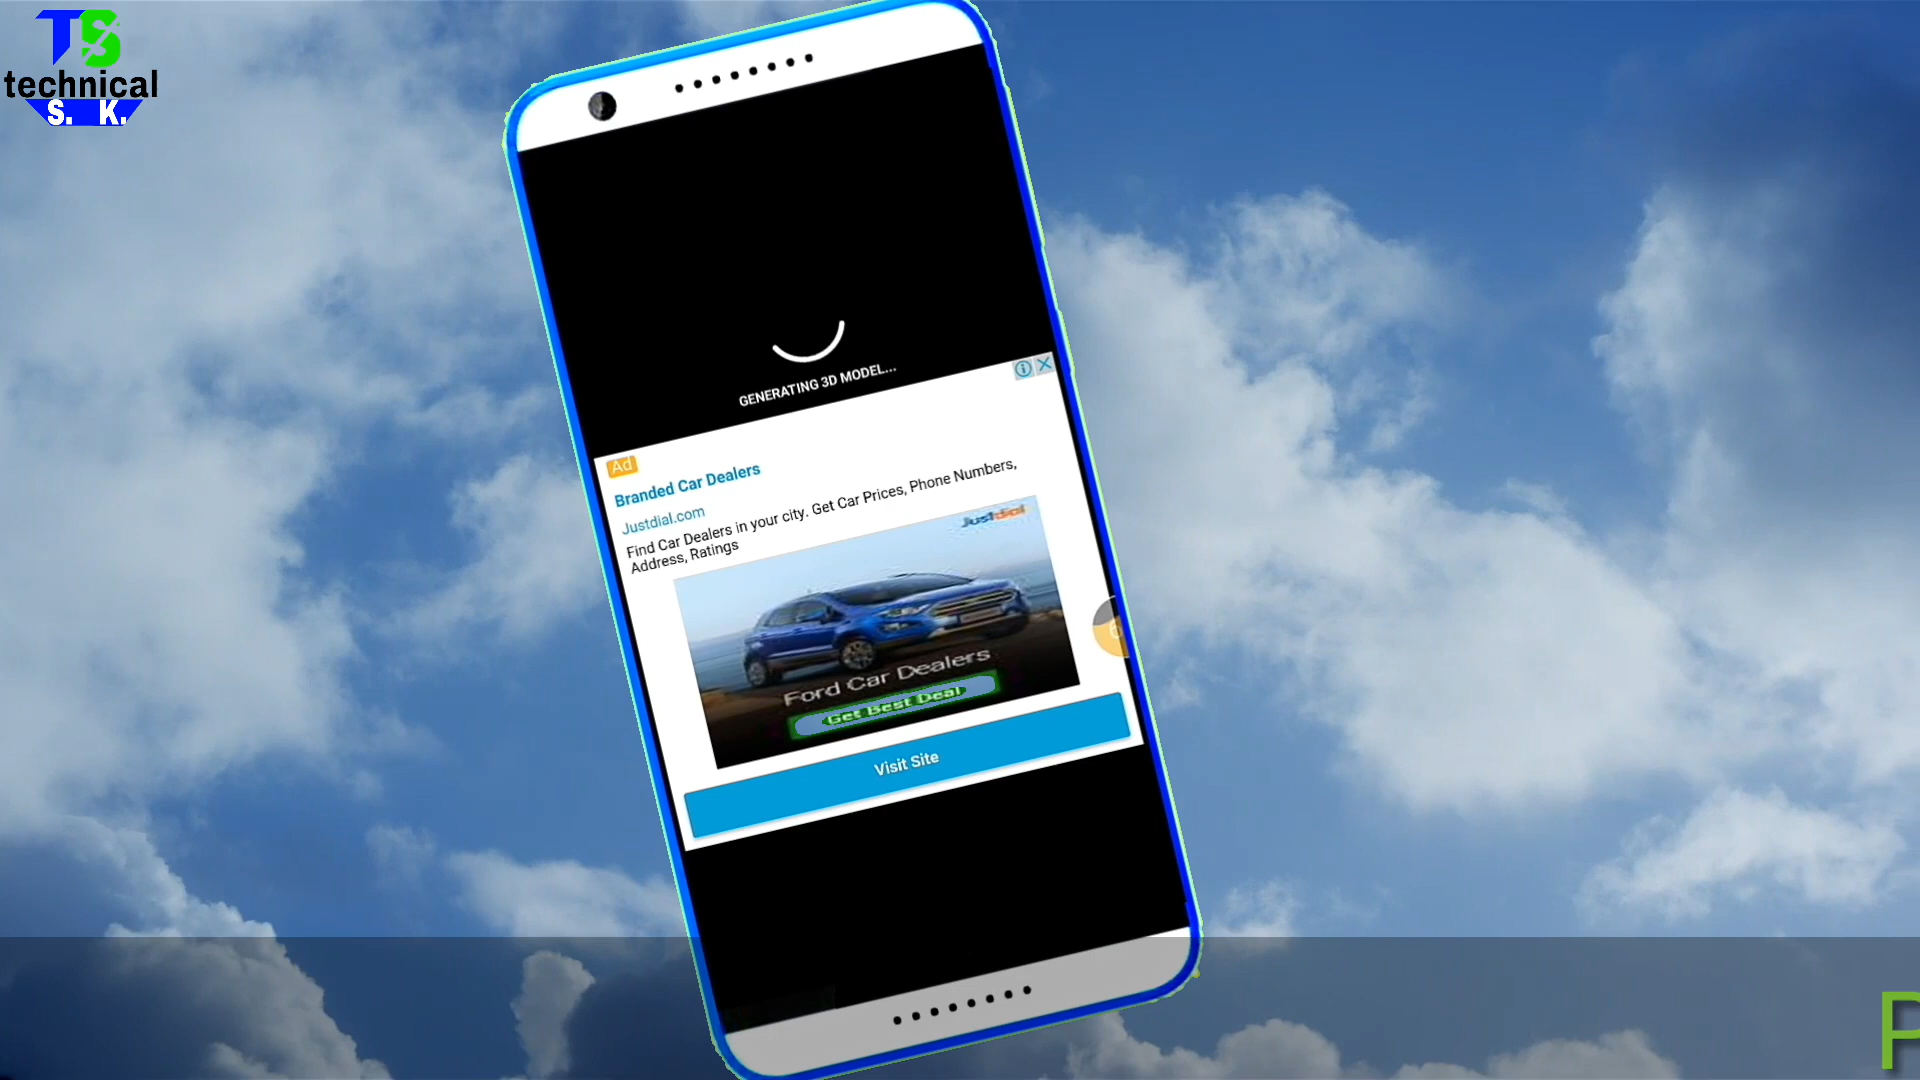 TS
technical
S. K.
GENERATING 3D MODEL...
Ad
Branded Car Dealers
Justdial.com
Find Car Dealers in your city. Get Car Prices, Phone Numbers,
Address, Ratings
Justdial
Ford Car Dealers
Get Best Deal
Visit Site
P